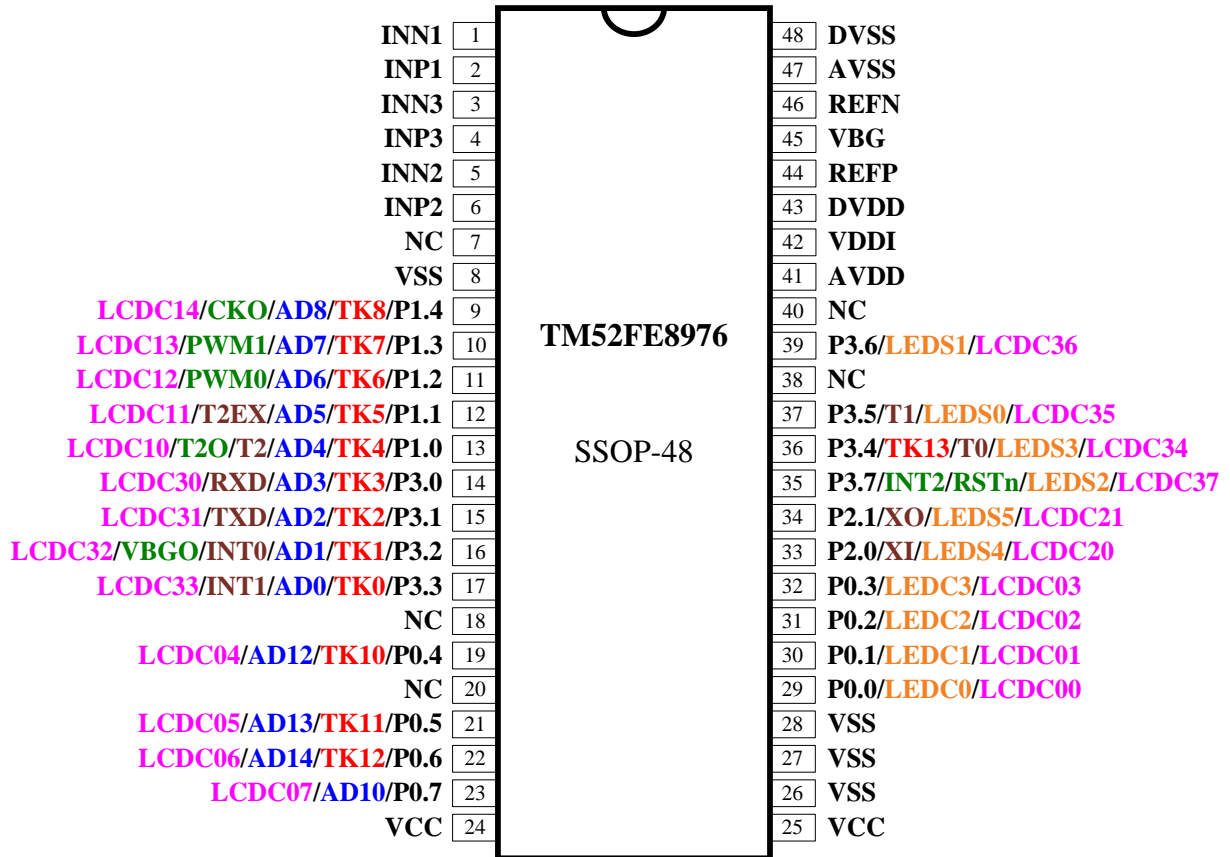 INN1 1 48 DVSS
INP1 2 47 AVSS
INN3 3 46 REFN
INP3 4 45 VBG
INN2 5 44 REFP
INP2 6 43 DVDD
NC 7 42 VDDI
VSS 8 41 AVDD
LCDC14/CKO/AD8/TK8/P1.4 9 40 NC
LCDC13/PWM1/AD7/TK7/P1.3 10 TM52FE8976 39 P3.6/LEDS1/LCDC36
LCDC12/PWM0/AD6/TK6/P1.2 11 38 NC
LCDC11/T2EX/AD5/TK5/P1.1 12 37 P3.5/T1/LEDS0/LCDC35
LCDC10/T2O/T2/AD4/TK4/P1.0 13 SSOP-48 36 P3.4/TK13/T0/LEDS3/LCDC34
LCDC30/RXD/AD3/TK3/P3.0 14 35 P3.7/INT2/RSTn/LEDS2/LCDC37
LCDC31/TXD/AD2/TK2/P3.1 15 34 P2.1/XO/LEDS5/LCDC21
LCDC32/VBGO/INT0/AD1/TK1/P3.2 16 33 P2.0/XI/LEDS4/LCDC20
LCDC33/INT1/AD0/TK0/P3.3 17 32 P0.3/LEDC3/LCDC03
NC 18 31 P0.2/LEDC2/LCDC02
LCDC04/AD12/TK10/P0.4 19 30 P0.1/LEDC1/LCDC01
NC 20 29 P0.0/LEDC0/LCDC00
LCDC05/AD13/TK11/P0.5 21 28 VSS
LCDC06/AD14/TK12/P0.6 22 27 VSS
LCDC07/AD10/P0.7 23 26 VSS
VCC 24 25 VCC